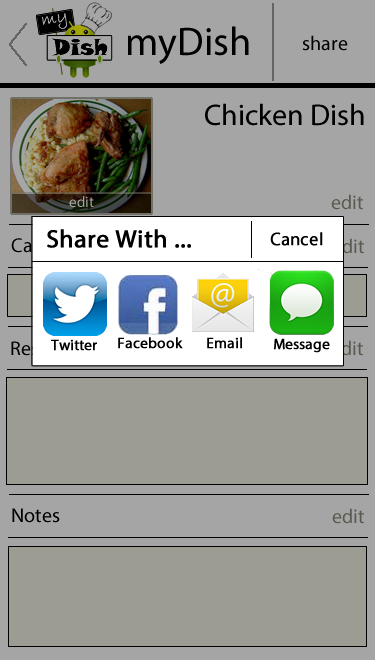 my
Dish
myDish
share
Chicken Dish
edit
edit
Ca
edit
Share With ...
Cancel
@
Twitter
Facebook
Email
Message
Re
edit
Notes
edit